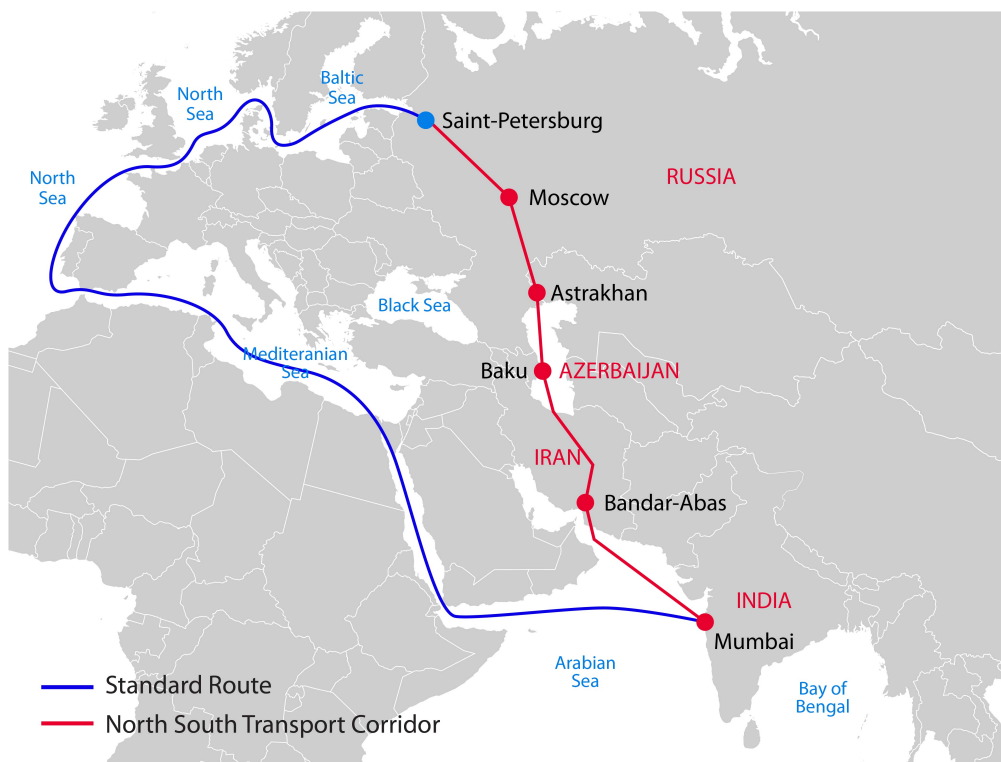 Baltic
Sea
North
Sea
Saint-Petersburg
North
Sea
RUSSIA
Moscow
Astrakhan
Black Sea
Mediteranian
Sea
Baku
AZERBAIJAN
IRAN
Bandar-Abas
INDIA
Mumbai
Arabian
Sea
Bay of
Bengal
Standard Route
North South Transport Corridor